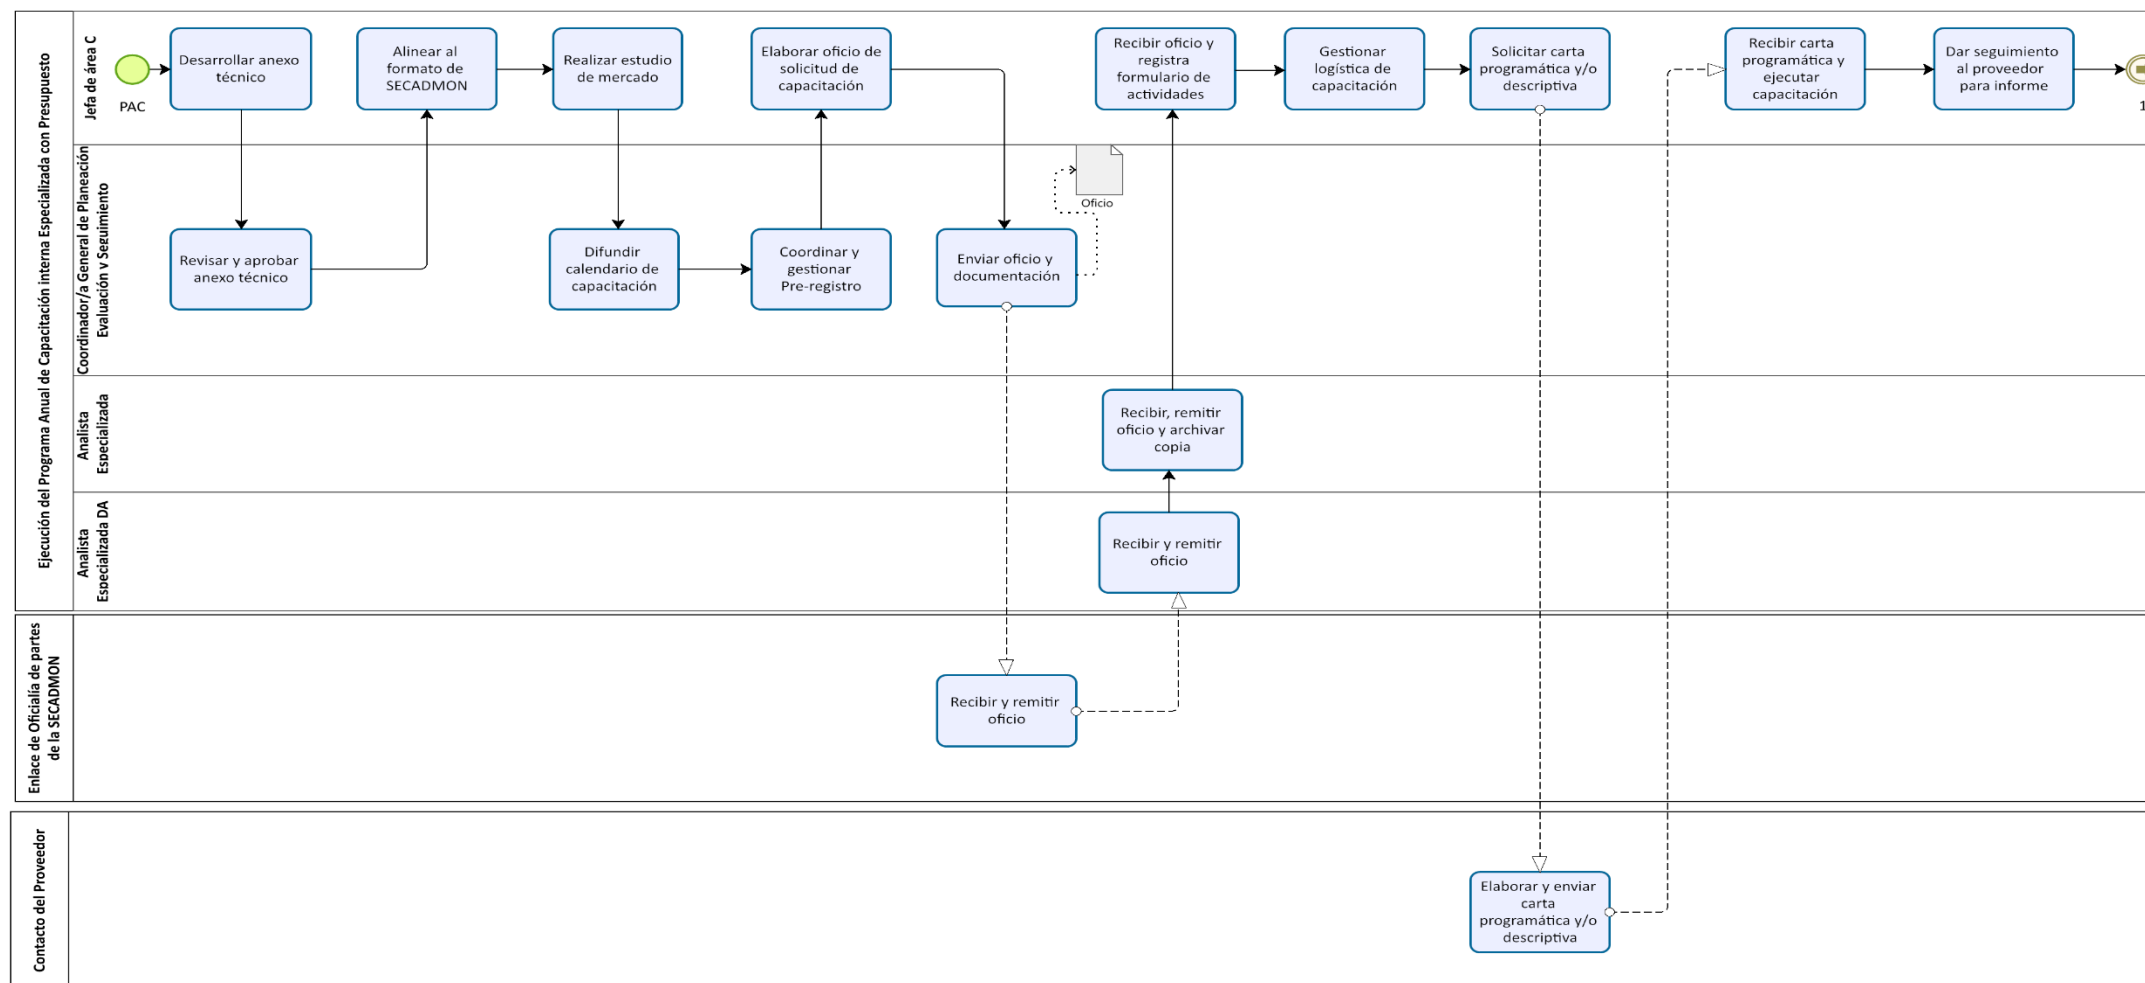 Ejecución del Programa Anual de Capacitación interna Especializada con Presupuesto
Jefa de área C
PAC
Desarrollar anexo
técnico
Alinear al
formato de
SECADMON
Realizar estudio
de mercado
Elaborar oficio de
solicitud de
capacitación
Recibir oficio y
registra
formulario de
actividades
Gestionar
logística de
capacitación
Solicitar carta
programática y/o
descriptiva
Recibir carta
programática y
ejecutar
capacitación
Dar seguimiento
al proveedor
para informe
1
Coordinador/a General de Planeación
Evaluación y Seguimiento
Revisar y aprobar
anexo técnico
Difundir
calendario de
capacitación
Coordinar y
gestionar
Pre-registro
Enviar oficio y
documentación
Oficio
Analista
Especializada
Recibir, remitir
oficio y archivar
copia
Analista
Especializada DA
Recibir y remitir
oficio
Enlace de Oficialía de partes
de la SECADMON
Recibir y remitir
oficio
Contacto del Proveedor
Elaborar y enviar
carta
programática y/o
descriptiva